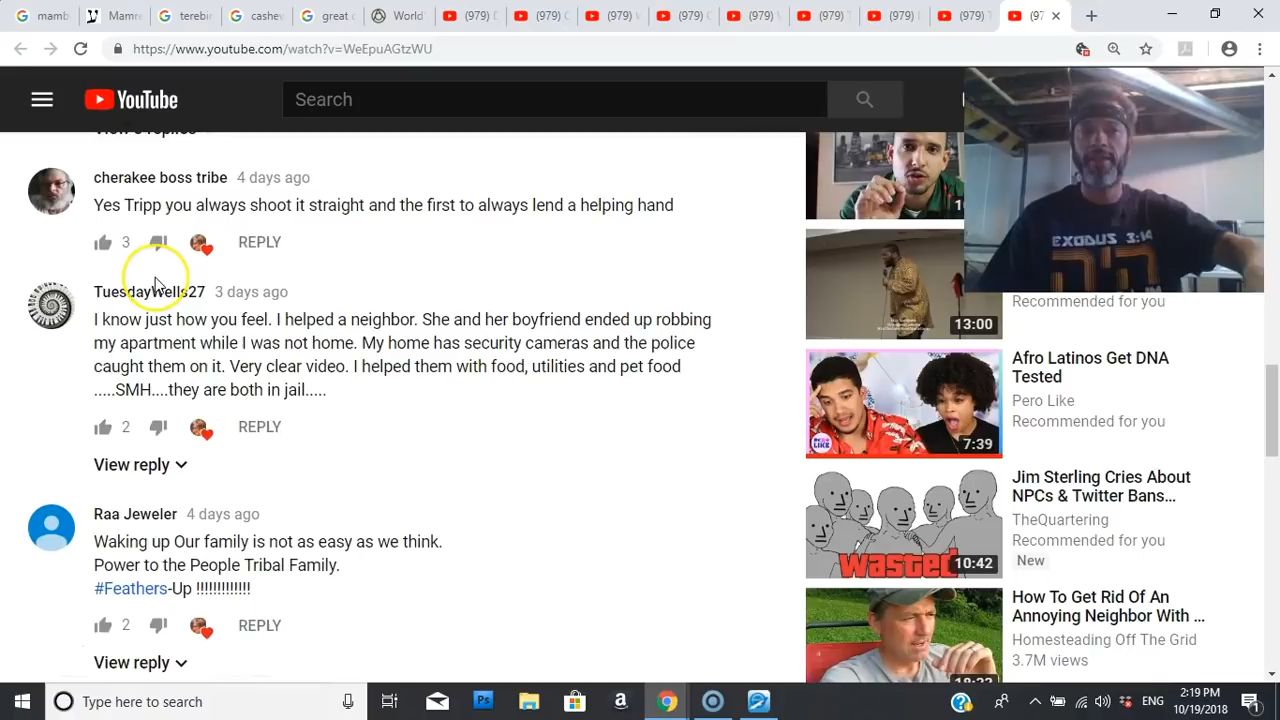 mamb
Mamre
terebin
cashew
great c
World'
(979) D
(979) C
(979) v
(979) C
(979) V
(979) T
(979) I
(979) T
(97
https://www.youtube.com/watch?v=WeEpuAGtzWU
YouTube
Search
cherakee boss tribe 4 days ago
Yes Tripp you always shoot it straight and the first to always lend a helping hand
3 REPLY
TuesdayWells27 3 days ago
I know just how you feel. I helped a neighbor. She and her boyfriend ended up robbing
my apartment while I was not home. My home has security cameras and the police
caught them on it. Very clear video. I helped them with food, utilities and pet food
.....SMH....they are both in jail.....
2 REPLY
View reply
Raa Jeweler 4 days ago
Waking up Our family is not as easy as we think.
Power to the People Tribal Family.
#Feathers-Up !!!!!!!!!!!!!
2 REPLY
View reply
EXODUS 3:14
Recommended for you
13:00
Afro Latinos Get DNA
Tested
Pero Like
Recommended for you
7:39
Jim Sterling Cries About
NPCs & Twitter Bans...
TheQuartering
Recommended for you
New
WASTED
10:42
How To Get Rid Of An
Annoying Neighbor With ...
Homesteading Off The Grid
3.7M views
Type here to search
ENG
2:19 PM
10/19/2018